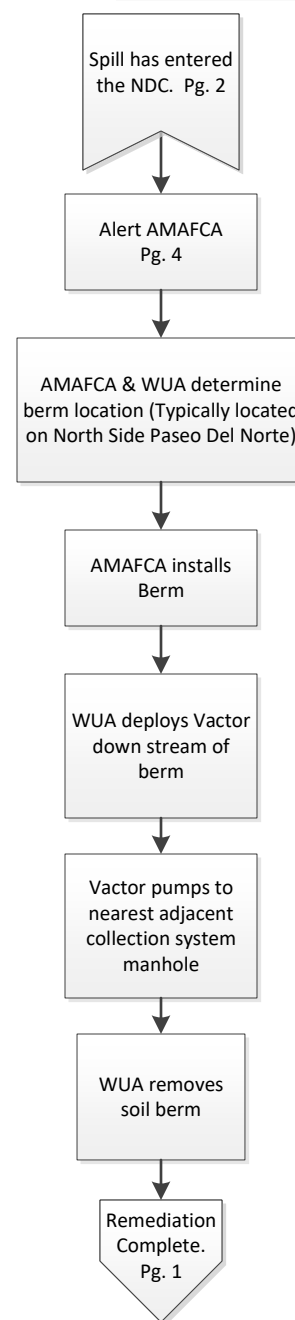 Spill has entered
the NDC.  Pg. 2
Alert AMAFCA
Pg. 4
AMAFCA & WUA determine
berm location (Typically located
on North Side Paseo Del Norte)
AMAFCA installs
Berm
WUA deploys Vactor
down stream of
berm
Vactor pumps to
nearest adjacent
collection system
manhole
WUA removes
soil berm
Remediation
Complete.
Pg. 1